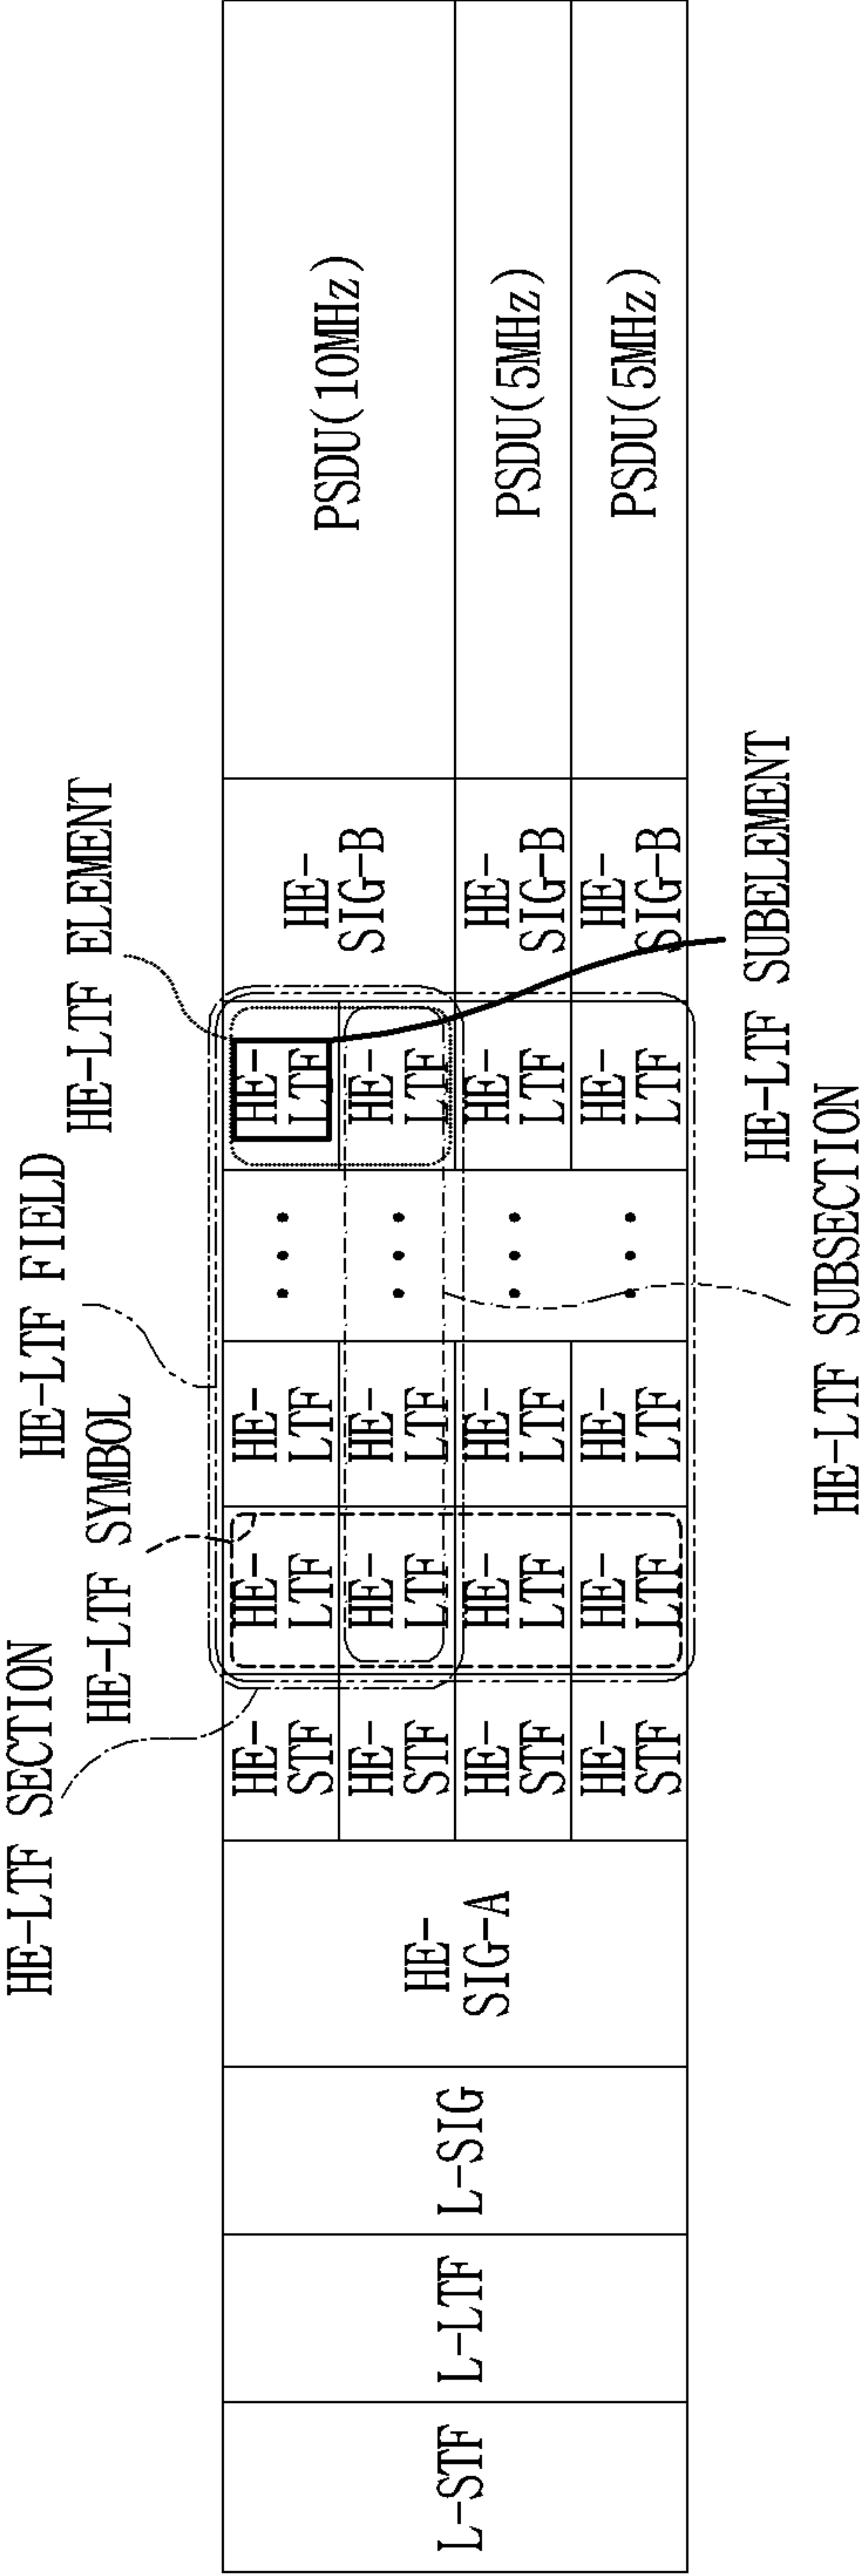 HE-LTF SECTION
HE-LTF FIELD
HE-LTF SYMBOL
HE-LTF ELEMENT
L-STF
L-LTF
L-SIG
HE-
SIG-A
HE-
STF
HE-
LTF
HE-
LTF
• • •
HE-
LTF
HE-
SIG-B
PSDU(10MHz)
HE-
STF
HE-
LTF
HE-
LTF
• • •
HE-
LTF
HE-
STF
HE-
LTF
HE-
LTF
• • •
HE-
LTF
HE-
SIG-B
PSDU(5MHz)
HE-
STF
HE-
LTF
HE-
LTF
• • •
HE-
LTF
HE-
SIG-B
PSDU(5MHz)
HE-LTF SUBELEMENT
HE-LTF SUBSECTION